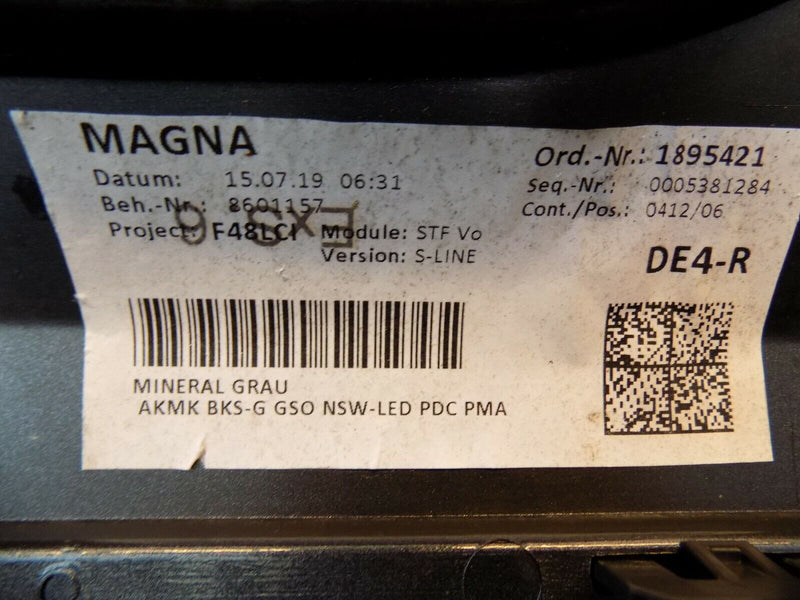 MAGNA
Ord.-Nr.: 1895421
Datum: 15.07.19 06:31
Seq.-Nr.: 0005381284
Beh.-Nr.: 8601157
Cont./Pos.: 0412/06
Project: F48LCI Module: STF Vo
Version: S-LINE
DE4-R
MINERAL GRAU
AKMK BKS-G GSO NSW-LED PDC PMA